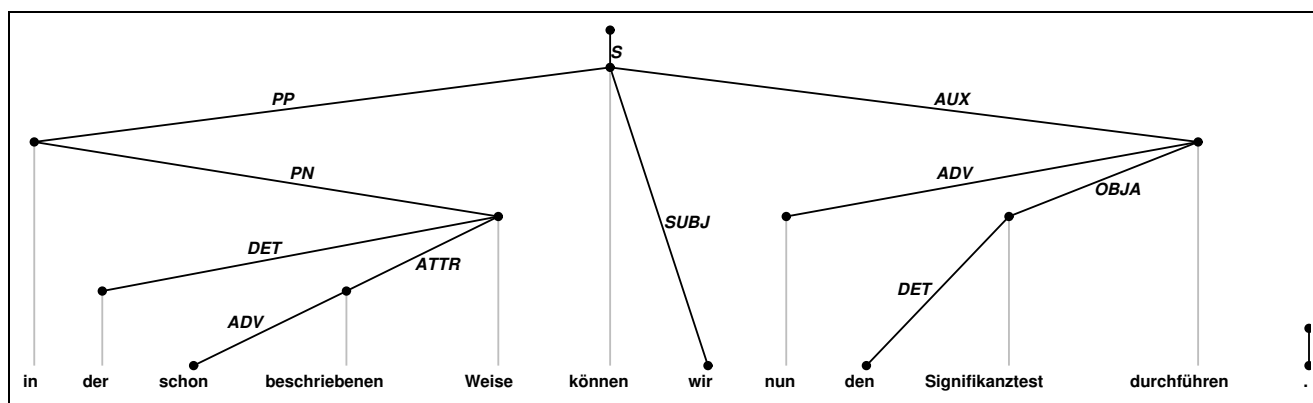 S
PP AUX
PN ADV OBJA
SUBJ
DET ATTR
DET
ADV
in der schon beschriebenen Weise können wir nun den Signifikanztest durchführen .